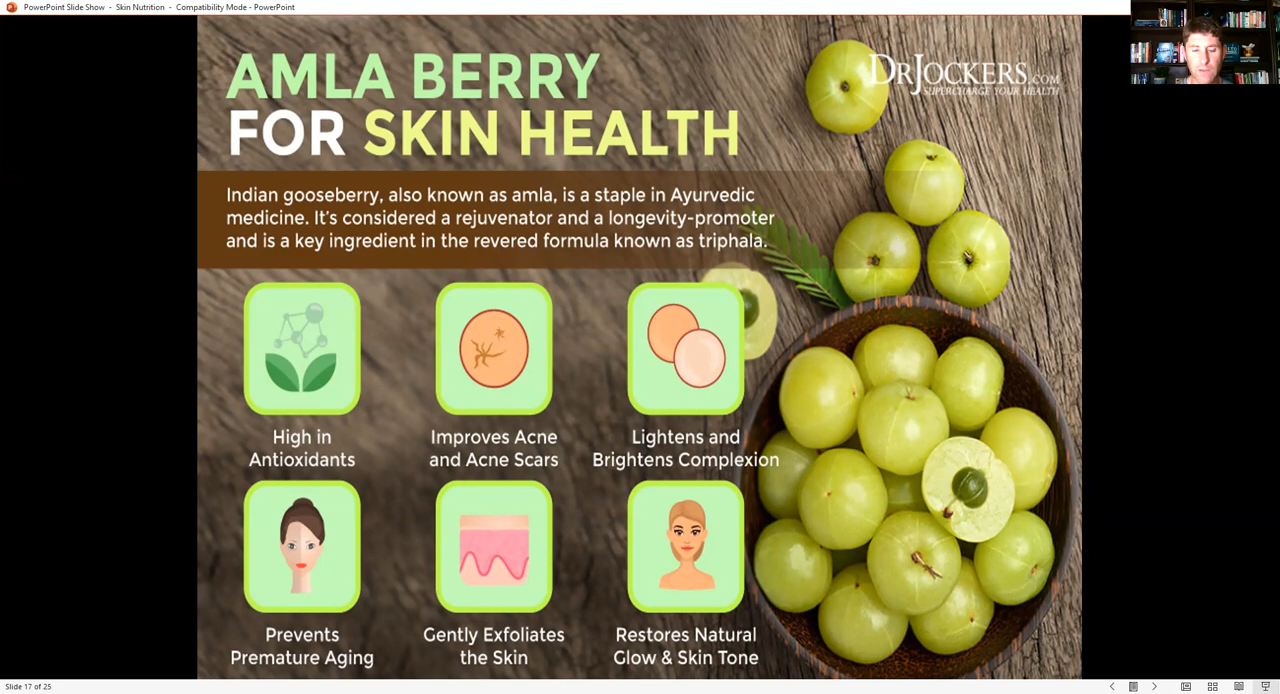 PowerPoint Slide Show - Skin Nutrition - Compatibility Mode - PowerPoint
DRJOCKERS.COM
SUPERCHARGE YOUR HEALTH
AMLA BERRY
FOR SKIN HEALTH
Indian gooseberry, also known as amla, is a staple in Ayurvedic
medicine. It's considered a rejuvenator and a longevity-promoter
and is a key ingredient in the revered formula known as triphala.
High in
Antioxidants
Improves Acne
and Acne Scars
Lightens and
Brightens Complexion
Prevents
Premature Aging
Gently Exfoliates
the Skin
Restores Natural
Glow & Skin Tone
Slide 17 of 25